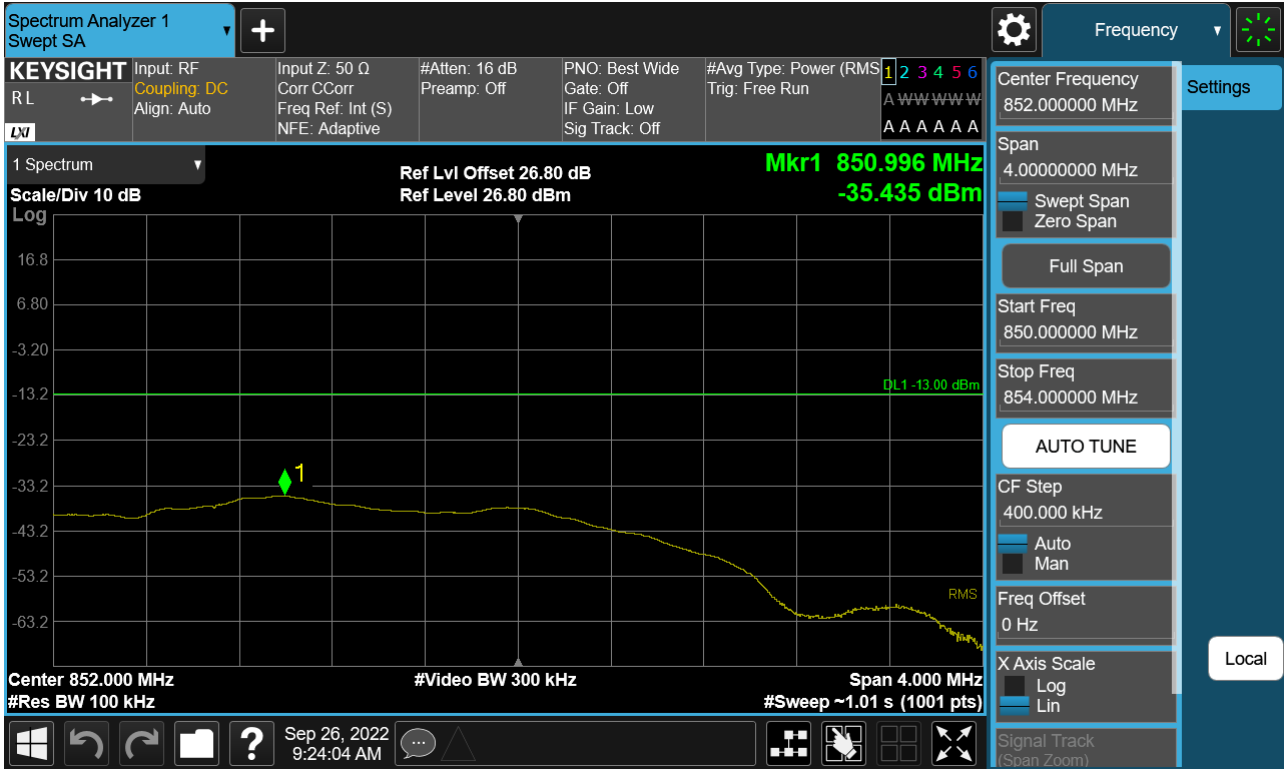 Spectrum Analyzer 1
Swept SA
Frequency
KEYSIGHT
R L
LXI
Input: RF
Coupling: DC
Align: Auto
Input Z: 50 Ω
Corr CCorr
Freq Ref: Int (S)
NFE: Adaptive
#Atten: 16 dB
Preamp: Off
PNO: Best Wide
Gate: Off
IF Gain: Low
Sig Track: Off
#Avg Type: Power (RMS
Trig: Free Run
1 2 3 4 5 6
A W W W W W
A A A A A A
1 Spectrum
Scale/Div 10 dB
Log
Ref Lvl Offset 26.80 dB
Ref Level 26.80 dBm
Mkr1 850.996 MHz
-35.435 dBm
16.8
6.80
-3.20
-13.2
-23.2
-33.2
-43.2
-53.2
-63.2
DL1 -13.00 dBm
1
RMS
Center 852.000 MHz
#Res BW 100 kHz
#Video BW 300 kHz
Span 4.000 MHz
#Sweep ~1.01 s (1001 pts)
Sep 26, 2022
9:24:04 AM
Center Frequency
852.000000 MHz
Span
4.00000000 MHz
Swept Span
Zero Span
Full Span
Start Freq
850.000000 MHz
Stop Freq
854.000000 MHz
AUTO TUNE
CF Step
400.000 kHz
Auto
Man
Freq Offset
0 Hz
X Axis Scale
Log
Lin
Signal Track
(Span Zoom)
Settings
Local